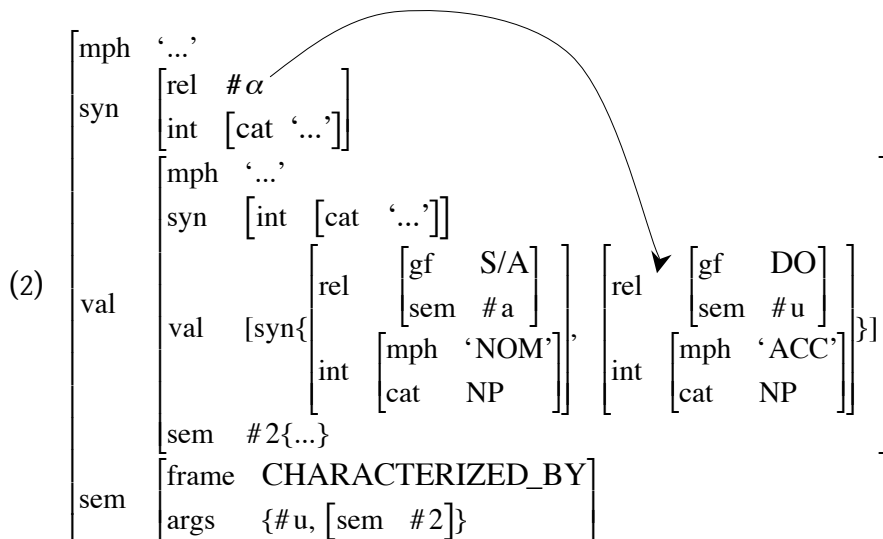 mph ‘...’
syn [rel #α
int [cat ‘...’]]
(2)
val [mph ‘...’
syn [int [cat ‘...’]]
val [syn{[rel [gf S/A
sem #a]
int [mph ‘NOM’
cat NP]], [rel [gf DO
sem #u]
int [mph ‘ACC’
cat NP]]}]
sem #2{...}]
sem [frame CHARACTERIZED_BY
args {#u, [sem #2]}]